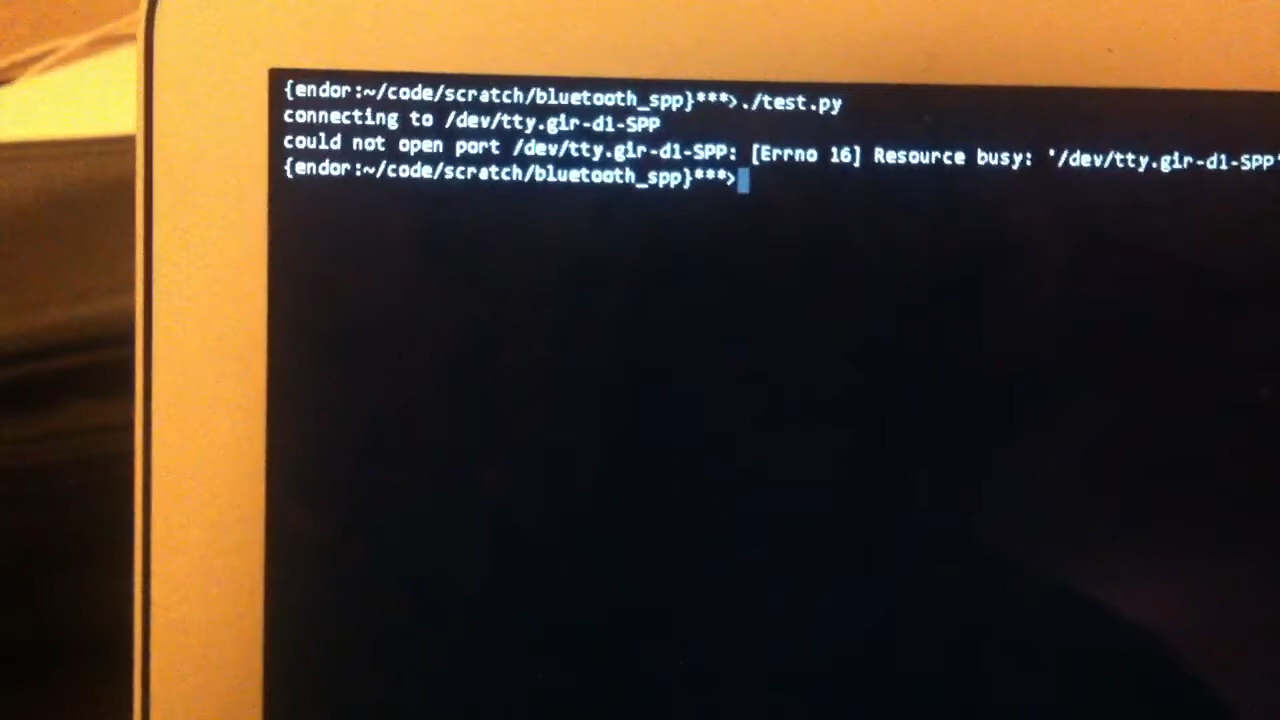 {endor:~/code/scratch/bluetooth_spp}***>./test.py
connecting to /dev/tty.gir-d1-SPP
could not open port /dev/tty.gir-d1-SPP: [Errno 16] Resource busy: '/dev/tty.gir-d1-SPP'
{endor:~/code/scratch/bluetooth_spp}***>